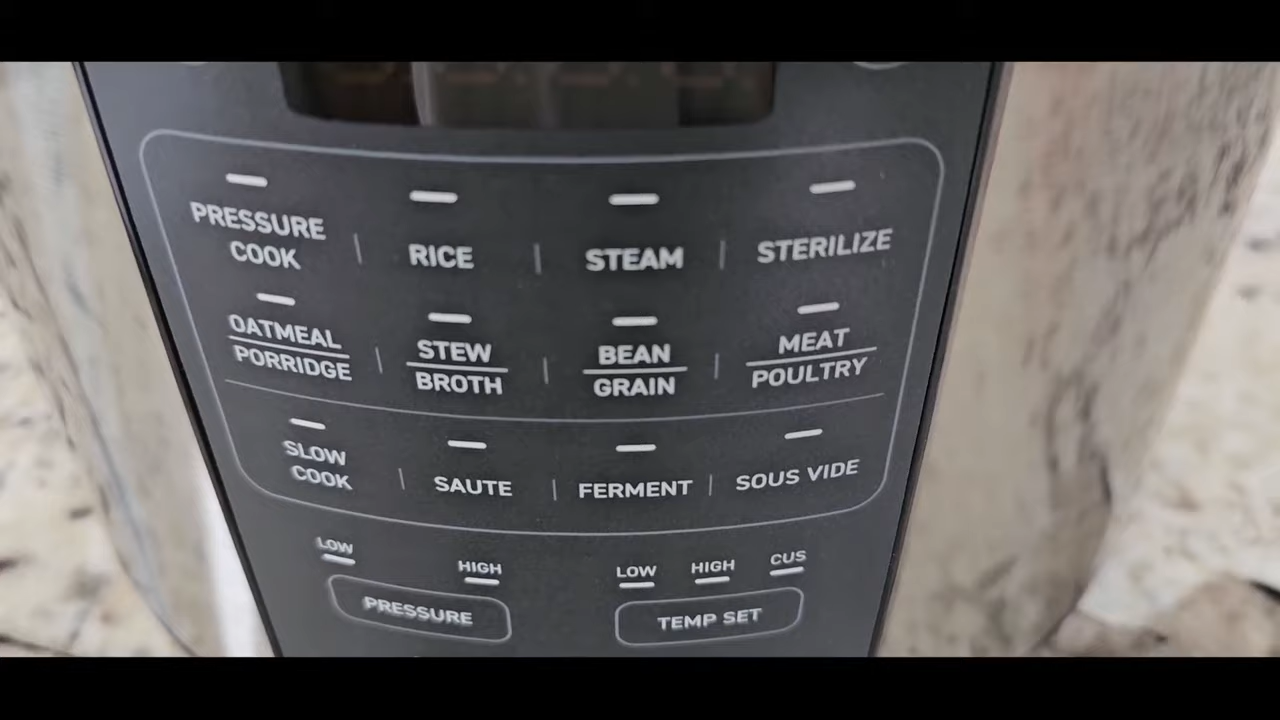 PRESSURE
COOK
RICE
STEAM
STERILIZE
OATMEAL
PORRIDGE
STEW
BROTH
BEAN
GRAIN
MEAT
POULTRY
SLOW
COOK
SAUTE
FERMENT
SOUS VIDE
LOW
HIGH
PRESSURE
LOW
HIGH
CUS
TEMP SET